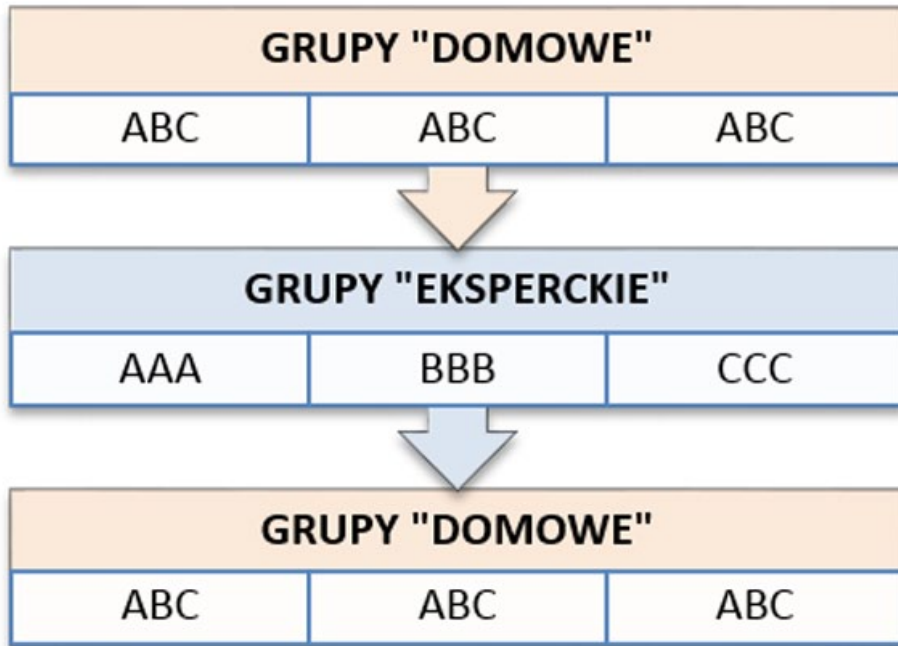 GRUPY "DOMOWE"
ABC ABC ABC
GRUPY "EKSPERCKIE"
AAA BBB CCC
GRUPY "DOMOWE"
ABC ABC ABC